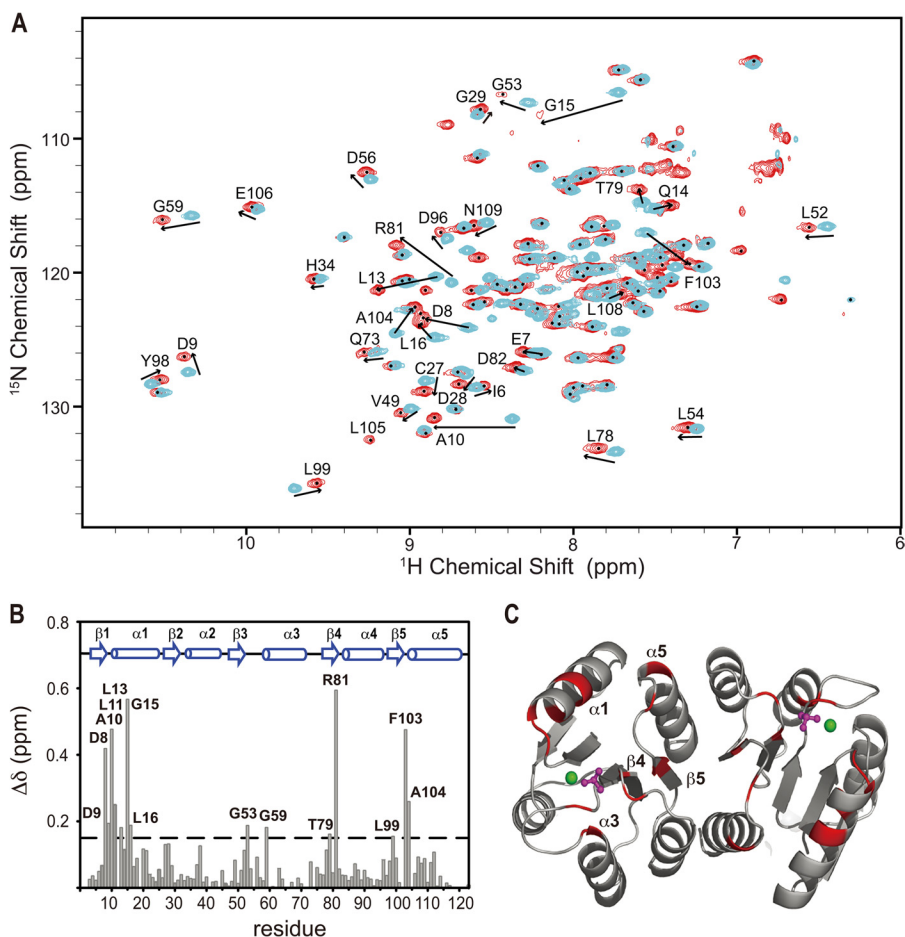 A
G53
G29
G15
110
D56
T79
Q14
E106
G59
N109
D96
R81
L52
H34
L13
F103
120
L108
A104
D8
L16
Q73
E7
D9
D82
Y98
C27
D28
I6
V49
L54
130
L105
A10
L78
L99
15N Chemical Shift (ppm)
10
9
8
7
6
1H Chemical Shift (ppm)
B
0.8
β1 α1 β2 α2 β3 α3 β4 α4 β5 α5
0.6
L13
R81
L11
G15
A10
F103
D8
0.4
A104
D9
L16
G53
G59
T79
L99
0.2
Δδ (ppm)
10 20 30 40 50 60 70 80 90 100 110 120
residue
C
α5
α1
β4
β5
α3